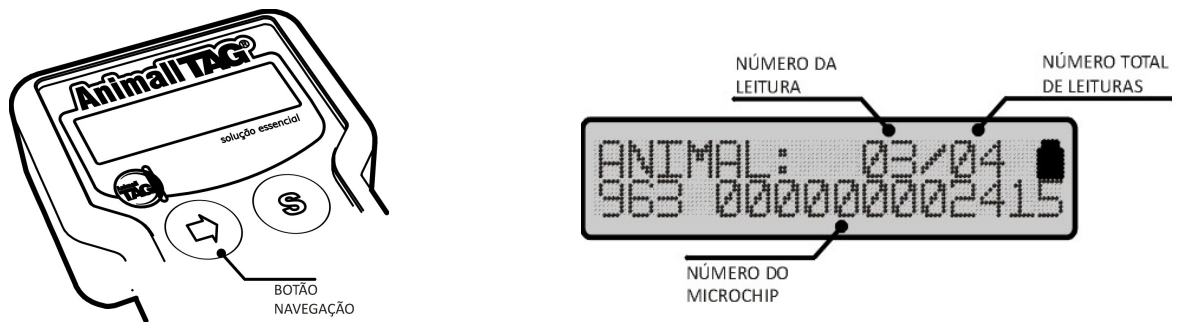 AnimallTAG®
solução essencial
Animall TAG
S
BOTÃO
NAVEGAÇÃO
NÚMERO DA
LEITURA
NÚMERO TOTAL
DE LEITURAS
ANIMAL: 03/04
963 000000002415
NÚMERO DO
MICROCHIP